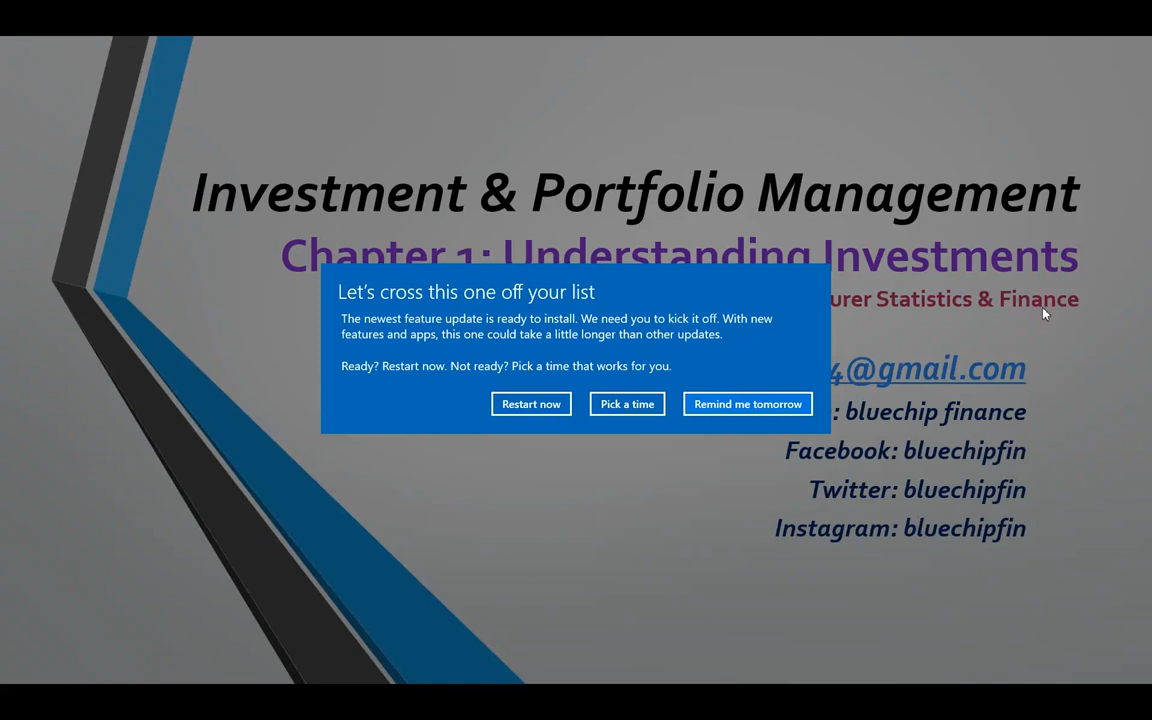 Investment & Portfolio Management
Chapter 1: Understanding Investments
Statistics & Finance
@gmail.com
: bluechip finance
Facebook: bluechipfin
Twitter: bluechipfin
Instagram: bluechipfin
Let's cross this one off your list
The newest feature update is ready to install. We need you to kick it off. With new
features and apps, this one could take a little longer than other updates.
Ready? Restart now. Not ready? Pick a time that works for you.
Restart now
Pick a time
Remind me tomorrow